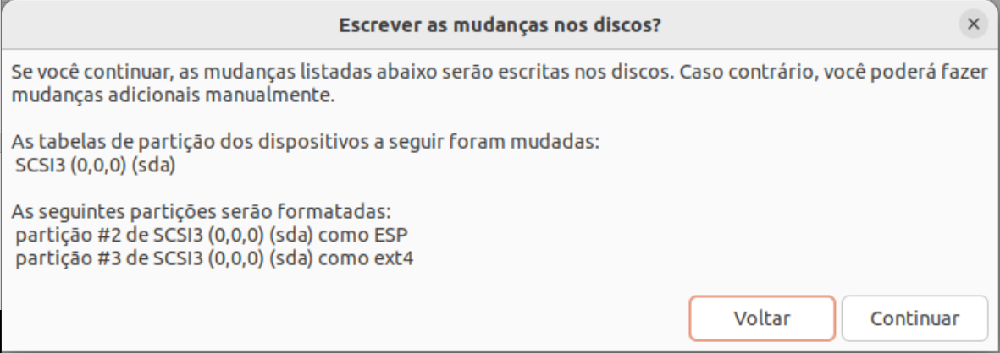 Escrever as mudanças nos discos?
Se você continuar, as mudanças listadas abaixo serão escritas nos discos. Caso contrário, você poderá fazer
mudanças adicionais manualmente.
As tabelas de partição dos dispositivos a seguir foram mudadas:
SCSI3 (0,0,0) (sda)
As seguintes partições serão formatadas:
partição #2 de SCSI3 (0,0,0) (sda) como ESP
partição #3 de SCSI3 (0,0,0) (sda) como ext4
Voltar
Continuar